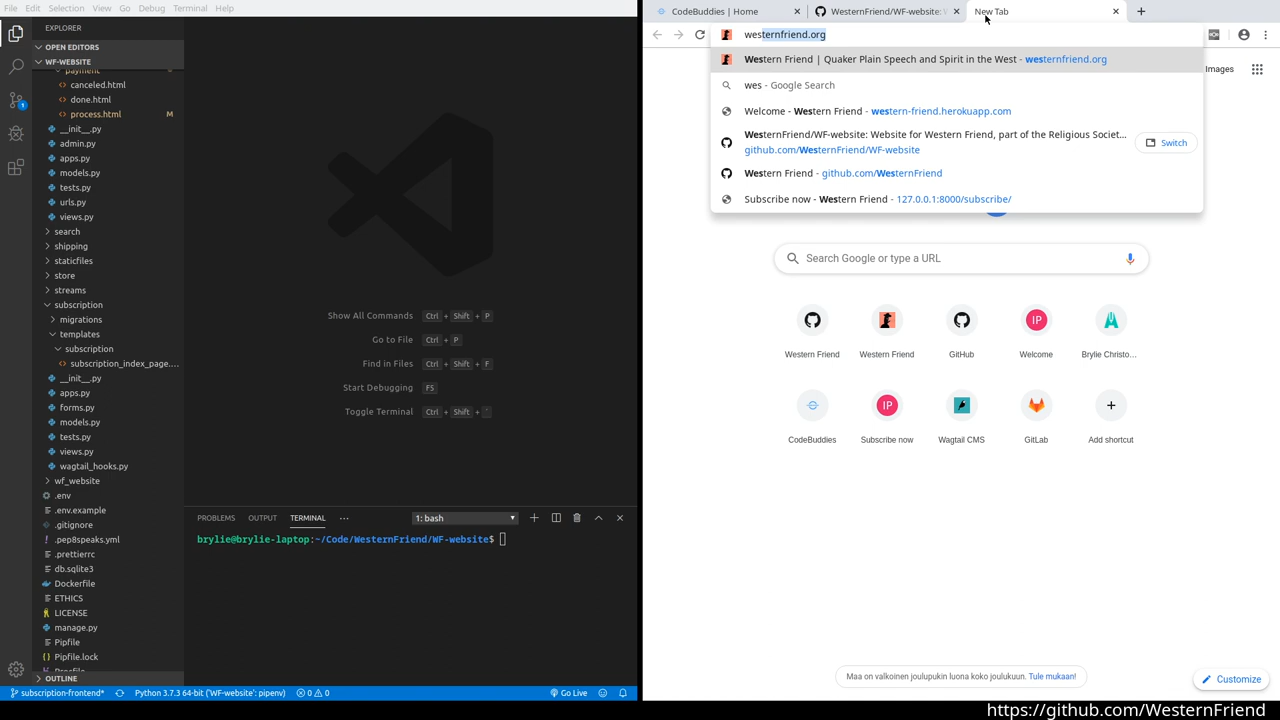 File Edit Selection View Go Debug Terminal Help
EXPLORER
OPEN EDITORS
WF-WEBSITE
payment
canceled.html
done.html
process.html M
__init__.py
admin.py
apps.py
models.py
tests.py
urls.py
views.py
search
shipping
staticfiles
store
streams
subscription
migrations
templates
subscription
subscription_index_page....
__init__.py
apps.py
forms.py
models.py
tests.py
views.py
wagtail_hooks.py
wf_website
.env
.env.example
.gitignore
.pep8speaks.yml
.prettierrc
db.sqlite3
Dockerfile
ETHICS
LICENSE
manage.py
Pipfile
Pipfile.lock
Procfile
OUTLINE
1
Show All Commands Ctrl + Shift + P
Go to File Ctrl + P
Find in Files Ctrl + Shift + F
Start Debugging F5
Toggle Terminal Ctrl + Shift + `
PROBLEMS OUTPUT TERMINAL ... 1: bash
brylie@brylie-laptop:~/Code/WesternFriend/WF-website$
subscription-frontend* Python 3.7.3 64-bit ('WF-website': pipenv) 0 0 Go Live
CodeBuddies | Home
WesternFriend/WF-website: W
New Tab
westernfriend.org
Western Friend | Quaker Plain Speech and Spirit in the West - westernfriend.org
wes - Google Search
Welcome - Western Friend - western-friend.herokuapp.com
WesternFriend/WF-website: Website for Western Friend, part of the Religious Societ...
github.com/WesternFriend/WF-website
Switch
Western Friend - github.com/WesternFriend
Subscribe now - Western Friend - 127.0.0.1:8000/subscribe/
Images
Search Google or type a URL
IP
Western Friend Western Friend GitHub Welcome Brylie Christo...
IP
CodeBuddies Subscribe now Wagtail CMS GitLab Add shortcut
Maa on valkoinen joulupukin luona koko joulukuun. Tule mukaan!
Customize
https://github.com/WesternFriend